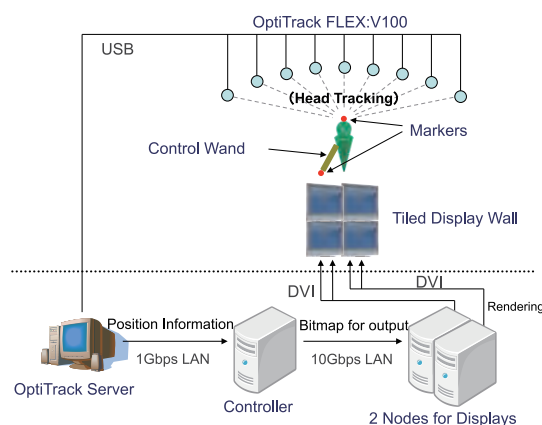 OptiTrack FLEX:V100
USB
(Head Tracking)
Markers
Control Wand
Tiled Display Wall
DVI
DVI
Rendering
Position Information
Bitmap for output
1Gbps LAN
10Gbps LAN
OptiTrack Server
Controller
2 Nodes for Displays